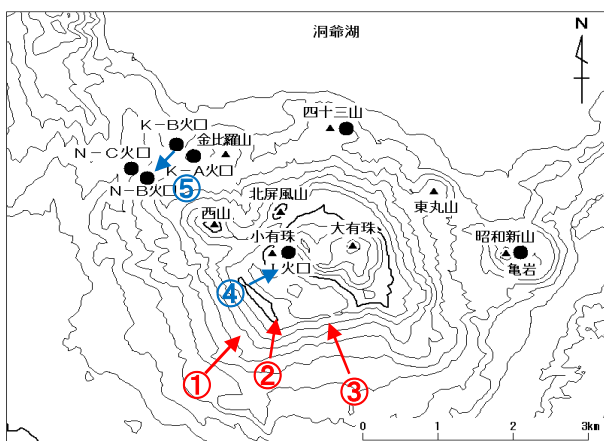 洞爺湖
N
K-B火口
四十三山
金比羅山
N-C火口
K-A火口
N-B火口
⑤
北屏風山
東丸山
西山
小有珠
大有珠
昭和新山
I火口
亀岩
④
①
②
③
0 1 2 3km